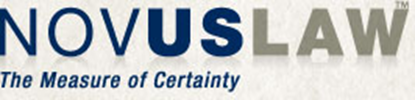 NOVUSLAW™
The Measure of Certainty